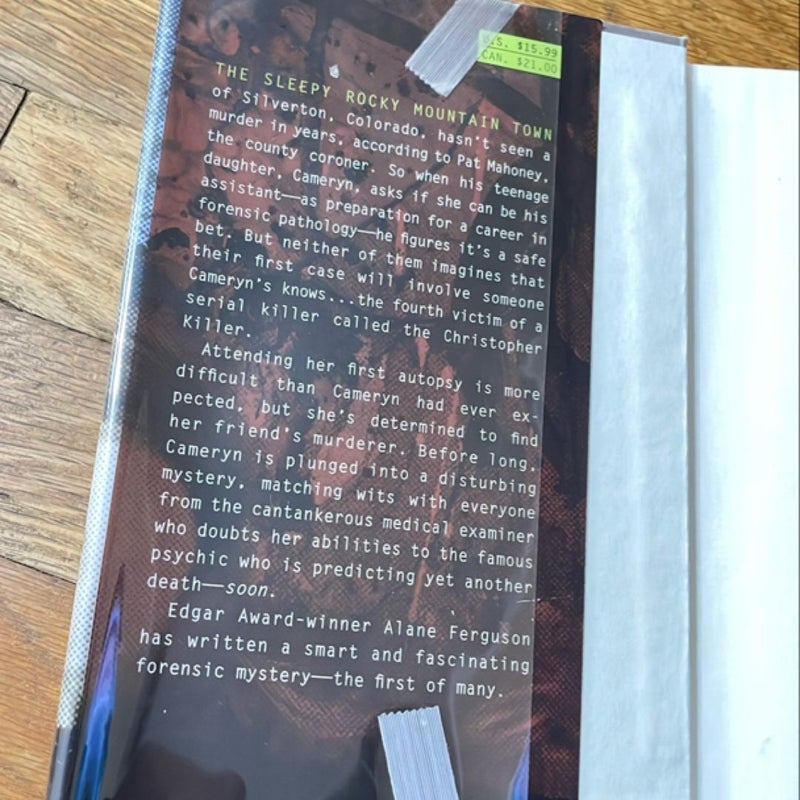 U.S. $15.99
CAN. $21.00
THE SLEEPY ROCKY MOUNTAIN TOWN
of Silverton, Colorado, hasn't seen a
murder in years, according to Pat Mahoney,
the county coroner. So when his teenage
daughter, Cameryn, asks if she can be his
assistant—as preparation for a career in
forensic pathology—he figures it's a safe
bet. But neither of them imagines that
their first case will involve someone
Cameryn's knows...the fourth victim of a
serial killer called the Christopher
Killer.
Attending her first autopsy is more
difficult than Cameryn had ever ex-
pected, but she's determined to find
her friend's murderer. Before long,
Cameryn is plunged into a disturbing
mystery, matching wits with everyone
from the cantankerous medical examiner
who doubts her abilities to the famous
psychic who is predicting yet another
death—soon.
Edgar Award-winner Alane Ferguson
has written a smart and fascinating
forensic mystery—the first of many.